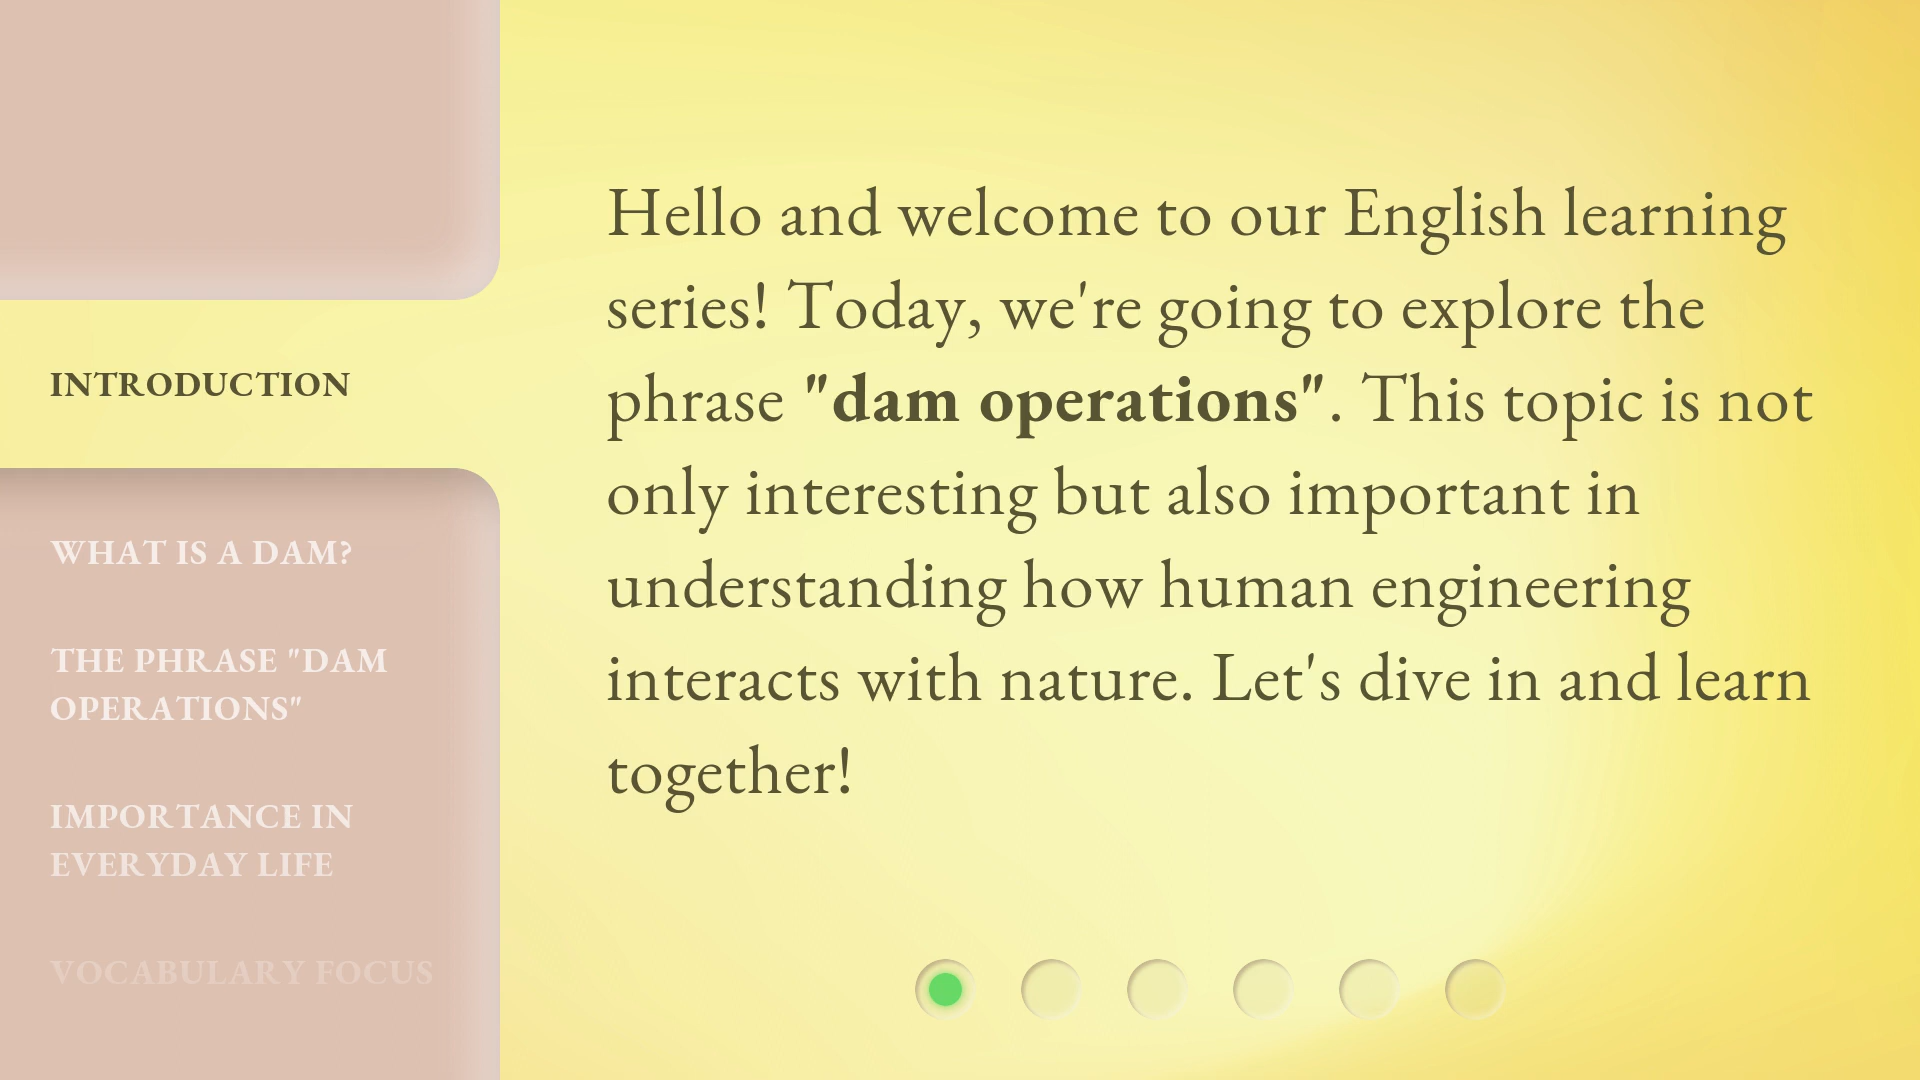 INTRODUCTION
WHAT IS A DAM?
THE PHRASE "DAM
OPERATIONS"
IMPORTANCE IN
EVERYDAY LIFE
VOCABULARY FOCUS
Hello and welcome to our English learning
series! Today, we're going to explore the
phrase "dam operations". This topic is not
only interesting but also important in
understanding how human engineering
interacts with nature. Let's dive in and learn
together!